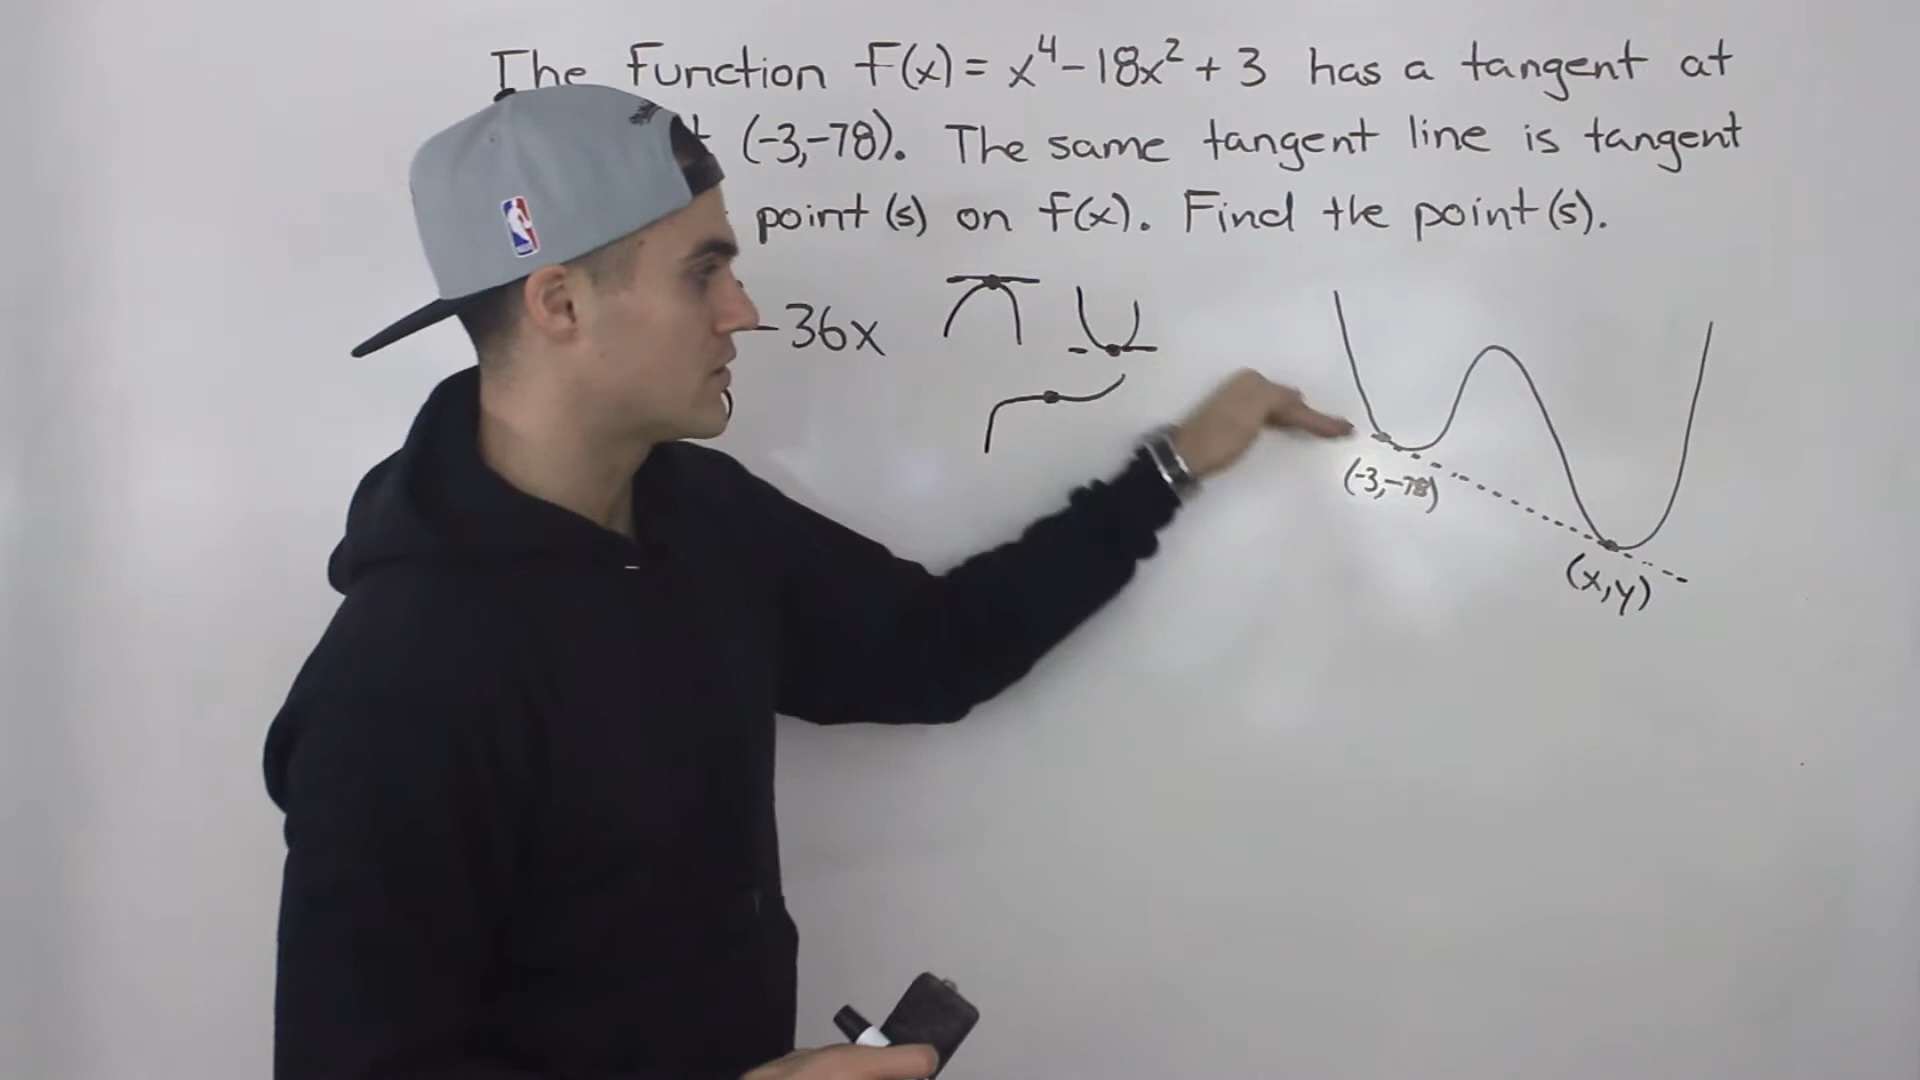 The function F(x) = x⁴ - 18x² + 3 has a tangent at
(-3,-78). The same tangent line is tangent
point(s) on f(x). Find the point(s).
-36x
(-3,-78)
(x,y)